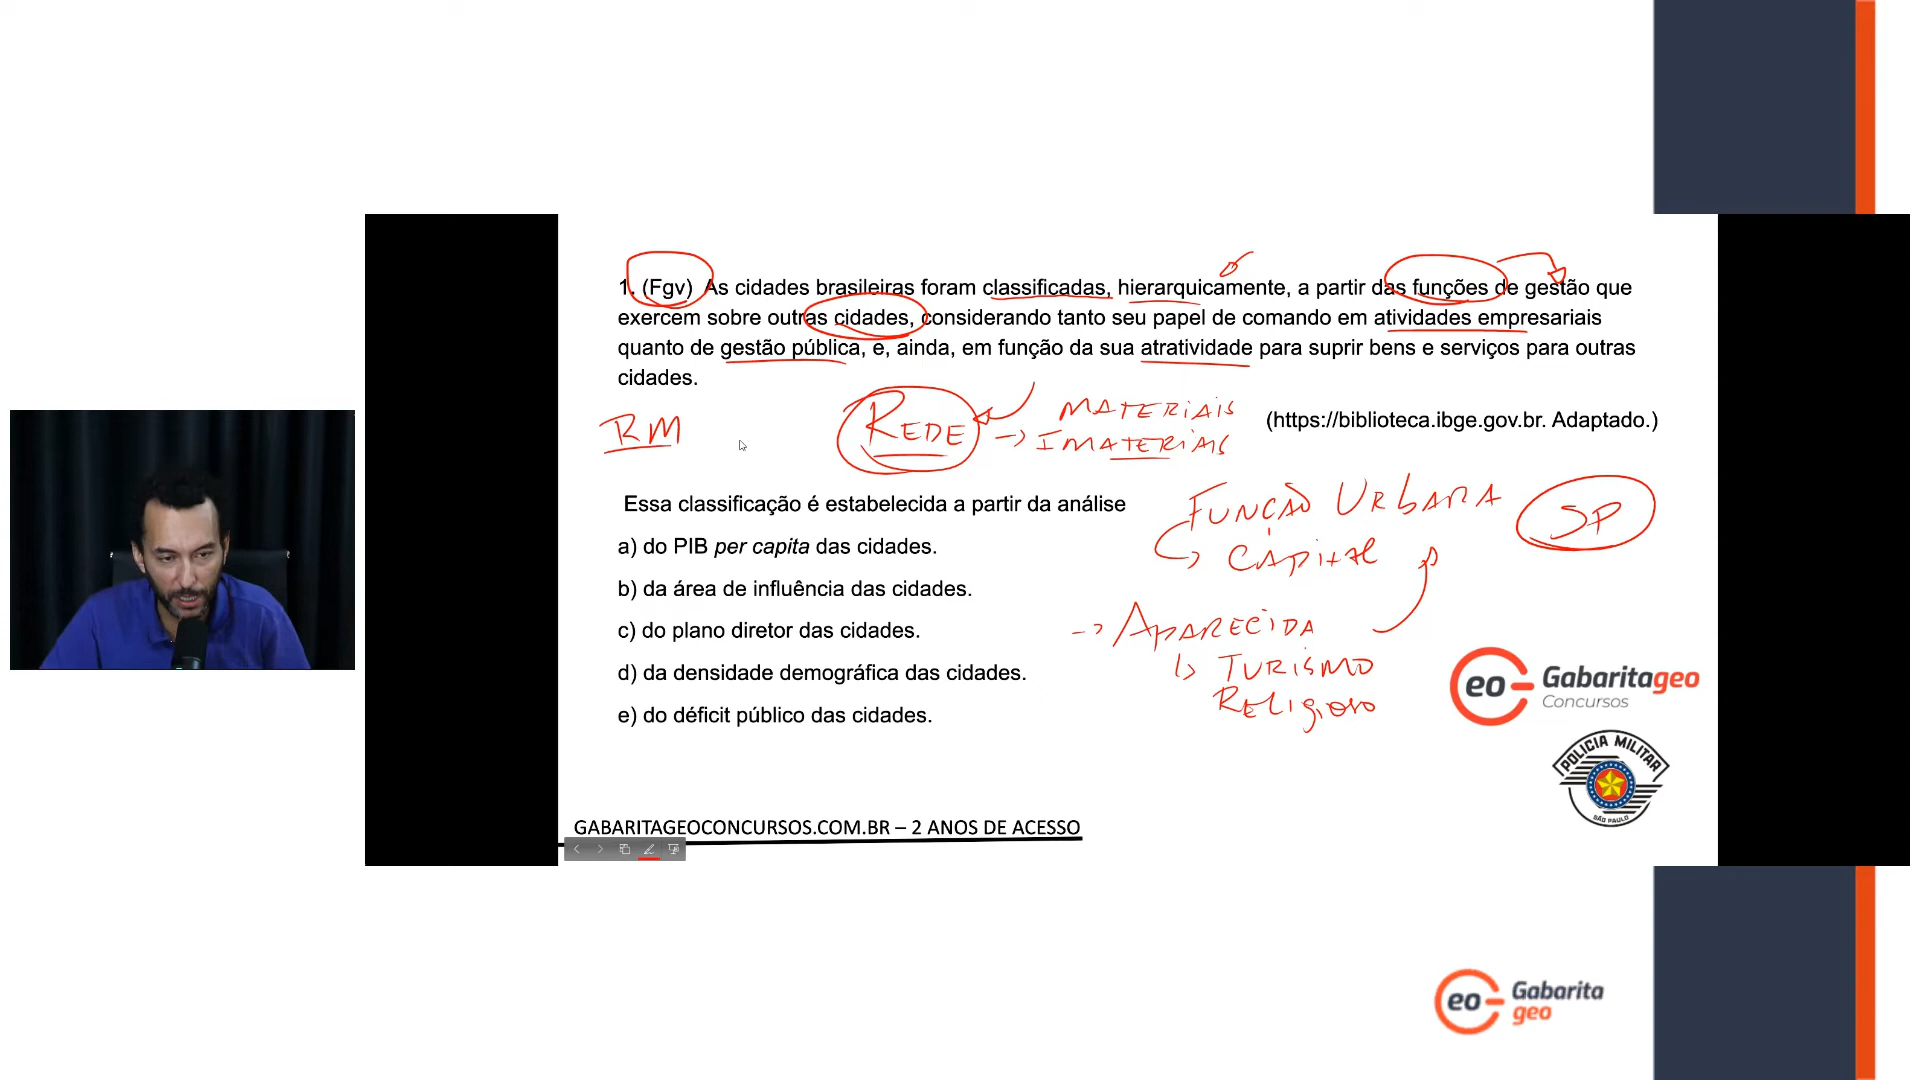 1. (Fgv) As cidades brasileiras foram classificadas, hierarquicamente, a partir das funções de gestão que
exercem sobre outras cidades, considerando tanto seu papel de comando em atividades empresariais
quanto de gestão pública, e, ainda, em função da sua atratividade para suprir bens e serviços para outras
cidades.
RM
REDE
MATERIAIS
IMATERIAIS
(https://biblioteca.ibge.gov.br. Adaptado.)
Essa classificação é estabelecida a partir da análise
FUNÇÃO URBANA
SP
a) do PIB per capita das cidades.
CAPITAL
b) da área de influência das cidades.
c) do plano diretor das cidades.
APARECIDA
d) da densidade demográfica das cidades.
TURISMO
RELIGIOSO
e) do déficit público das cidades.
eo Gabaritageo
Concursos
POLICIA MILITAR
SÃO PAULO
GABARITAGEOCONCURSOS.COM.BR – 2 ANOS DE ACESSO
eo Gabarita
geo